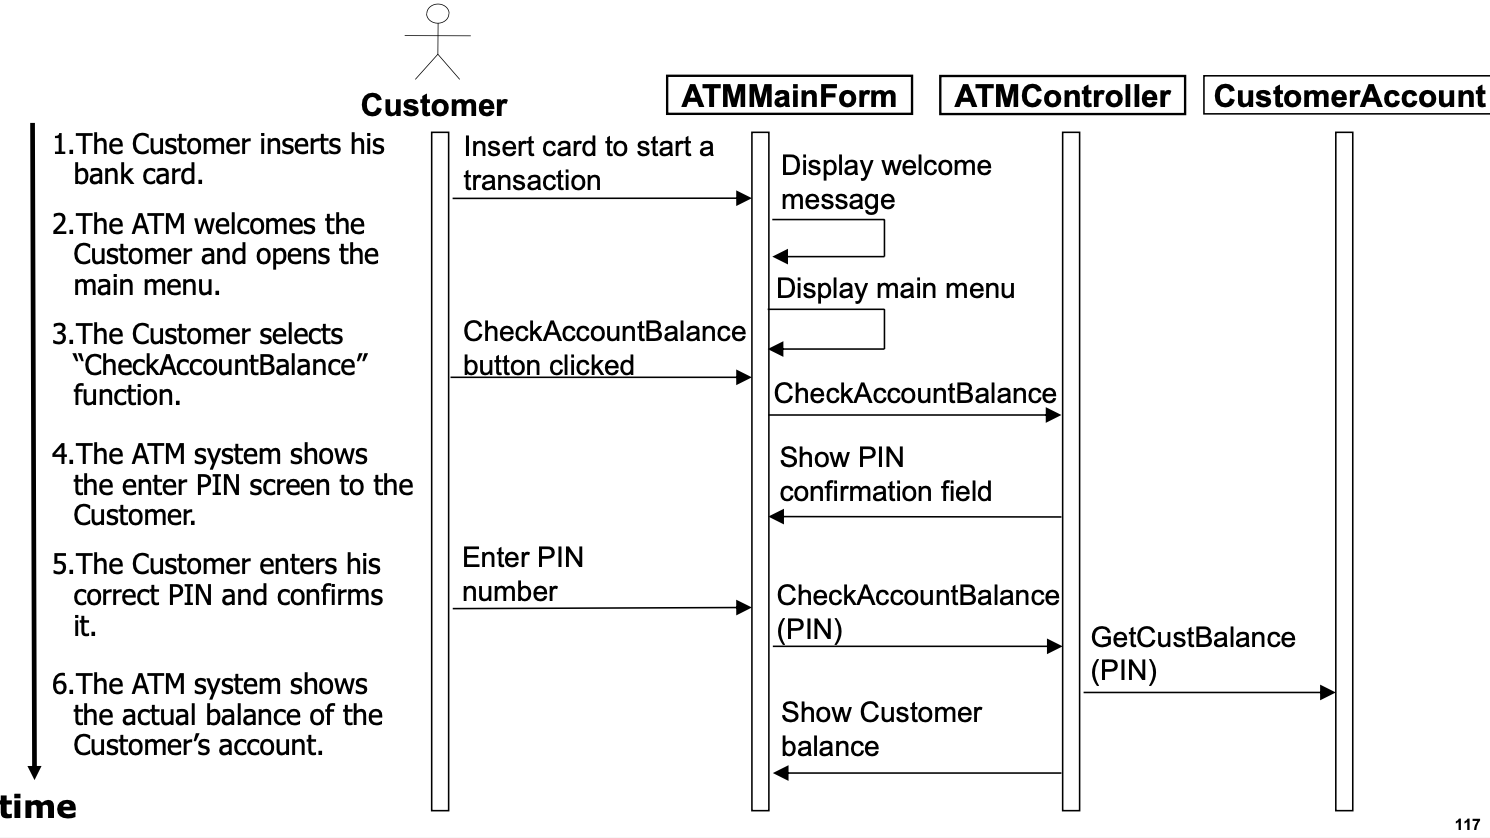 Customer
ATMMainForm
ATMController
CustomerAccount
1.The Customer inserts his
bank card.
2.The ATM welcomes the
Customer and opens the
main menu.
3.The Customer selects
“CheckAccountBalance”
function.
4.The ATM system shows
the enter PIN screen to the
Customer.
5.The Customer enters his
correct PIN and confirms
it.
6.The ATM system shows
the actual balance of the
Customer’s account.
time
Insert card to start a
transaction
Display welcome
message
Display main menu
CheckAccountBalance
button clicked
CheckAccountBalance
Show PIN
confirmation field
Enter PIN
number
CheckAccountBalance
(PIN)
GetCustBalance
(PIN)
Show Customer
balance
117